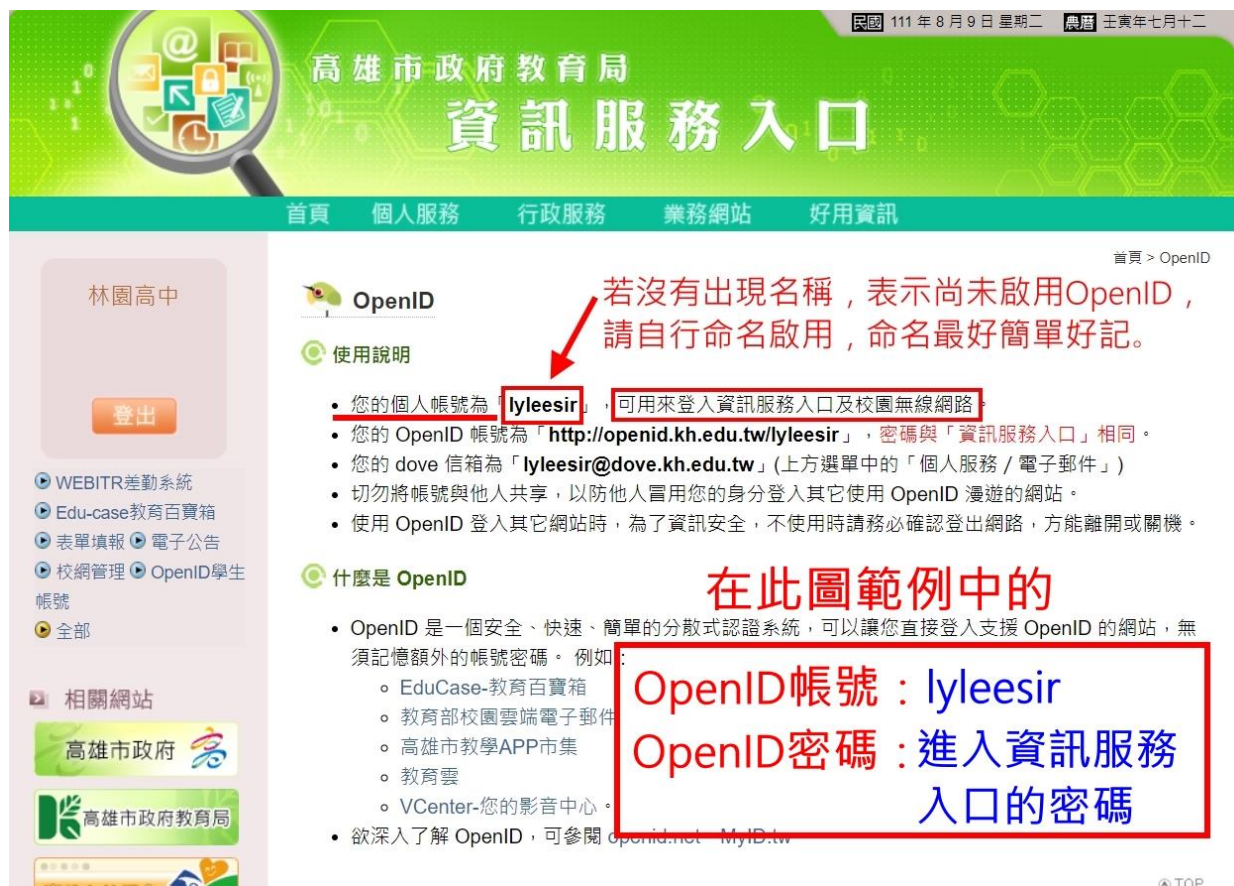 民國 111 年 8 月 9 日 星期二 農曆 壬寅年七月十二
高雄市政府教育局
資訊服務入口
首頁 個人服務 行政服務 業務網站 好用資訊
首頁 > OpenID
林園高中
登出
WEBITR差勤系統
Edu-case教育百寶箱
表單填報 電子公告
校網管理 OpenID學生
帳號
全部
相關網站
高雄市政府
高雄市政府教育局
OpenID
若沒有出現名稱，表示尚未啟用OpenID，
請自行命名啟用，命名最好簡單好記。
使用說明
您的個人帳號為「lyleesir」，可用來登入資訊服務入口及校園無線網路。
您的 OpenID 帳號為「http://openid.kh.edu.tw/lyleesir」，密碼與「資訊服務入口」相同。
您的 dove 信箱為「lyleesir@dove.kh.edu.tw」(上方選單中的「個人服務 / 電子郵件」)
切勿將帳號與他人共享，以防他人冒用您的身分登入其它使用 OpenID 漫遊的網站。
使用 OpenID 登入其它網站時，為了資訊安全，不使用時請務必確認登出網路，方能離開或關機。
什麼是 OpenID
在此圖範例中的
OpenID 是一個安全、快速、簡單的分散式認證系統，可以讓您直接登入支援 OpenID 的網站，無
須記憶額外的帳號密碼。 例如：
EduCase-教育百寶箱
教育部校園雲端電子郵件
高雄市教學APP市集
教育雲
VCenter-您的影音中心。
欲深入了解 OpenID，可參閱 openid.net MyID.tw
OpenID帳號：lyleesir
OpenID密碼：進入資訊服務
入口的密碼
TOP